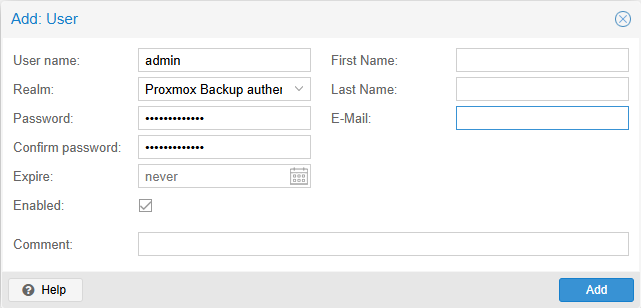 Add: User
User name: admin
First Name:
Realm: Proxmox Backup auther
Last Name:
Password: •••••••••••••
E-Mail:
Confirm password: •••••••••••••
Expire: never
Enabled:
Comment:
Help
Add